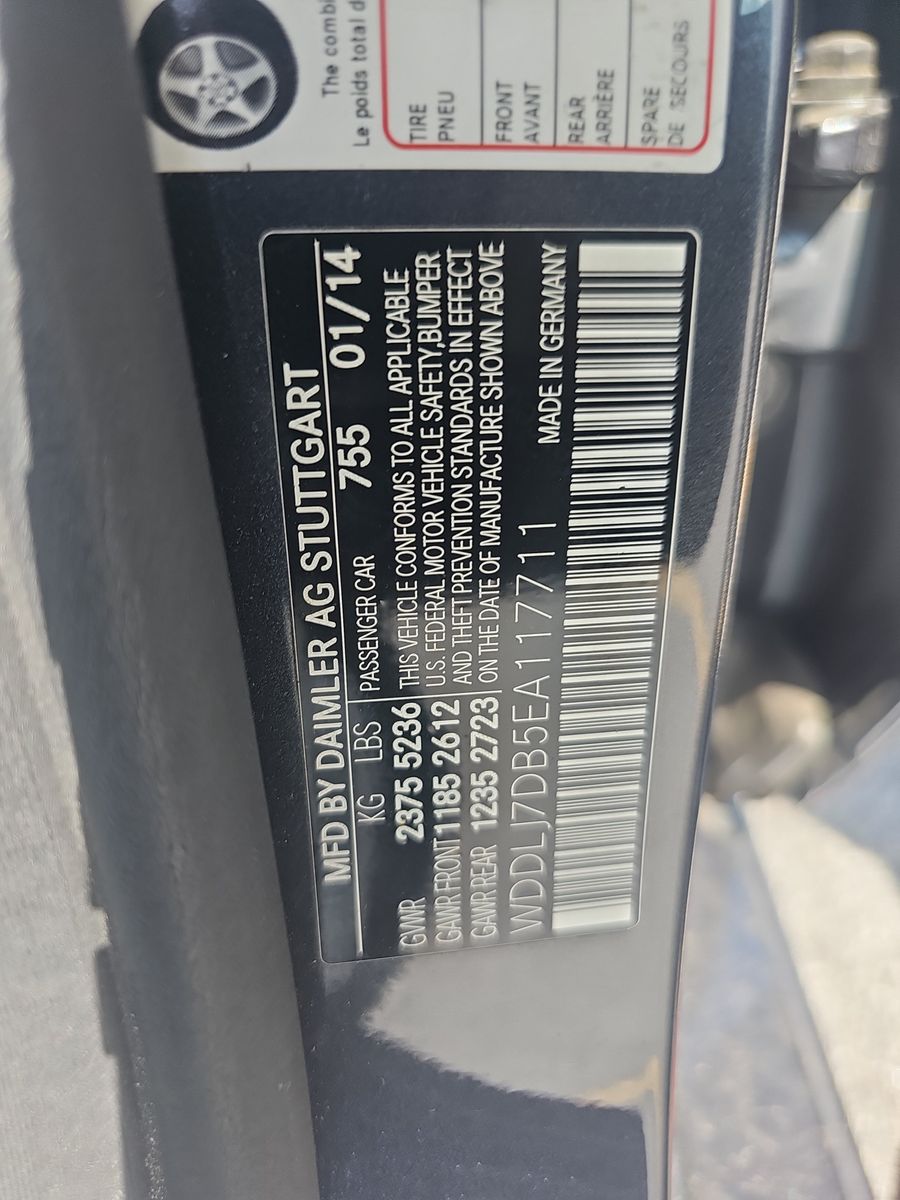 MFD BY DAIMLER AG STUTTGART
KG LBS PASSENGER CAR 755 01/14
GVWR 2375 5236
GAWR FRONT 1185 2612
GAWR REAR 1235 2723
THIS VEHICLE CONFORMS TO ALL APPLICABLE
U.S. FEDERAL MOTOR VEHICLE SAFETY,BUMPER
AND THEFT PREVENTION STANDARDS IN EFFECT
ON THE DATE OF MANUFACTURE SHOWN ABOVE
WDDLJ7DB5EA117711 MADE IN GERMANY
The
Le poids total
TIRE
PNEU
FRONT
AVANT
REAR
ARRIÈRE
SPARE
DE SECOURS